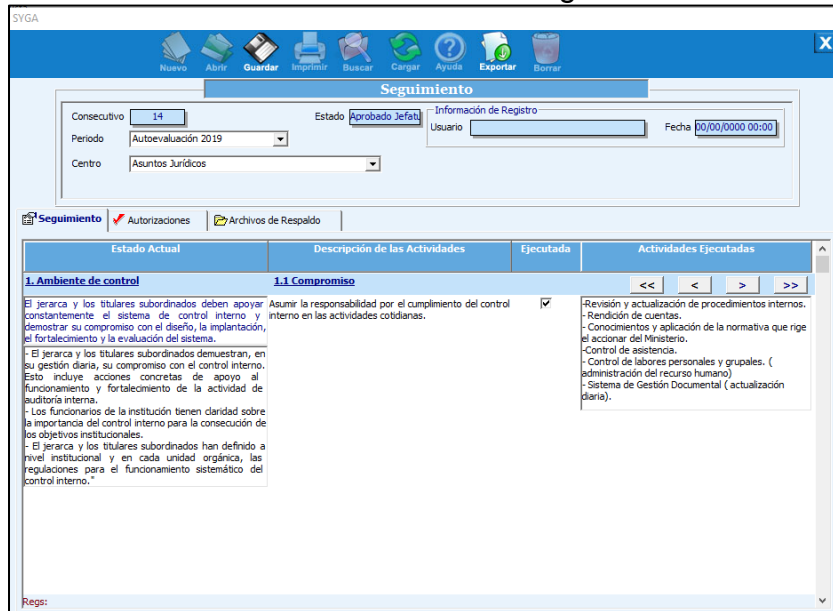 SYGA
X
Nuevo Abrir Guardar Imprimir Buscar Cargar Ayuda Exportar Borrar
Seguimiento
Consecutivo 14 Estado Aprobado Jefatu Información de Registro
Usuario Fecha 00/00/0000 00:00
Periodo Autoevaluación 2019
Centro Asuntos Jurídicos
Seguimiento Autorizaciones Archivos de Respaldo
Estado Actual Descripción de las Actividades Ejecutada Actividades Ejecutadas
1. Ambiente de control 1.1 Compromiso << < > >>
El jerarca y los titulares subordinados deben apoyar
constantemente el sistema de control interno y
demostrar su compromiso con el diseño, la implantación,
el fortalecimiento y la evaluación del sistema.
- El jerarca y los titulares subordinados demuestran, en
su gestión diaria, su compromiso con el control interno.
Esto incluye acciones concretas de apoyo al
funcionamiento y fortalecimiento de la actividad de
auditoría interna.
- Los funcionarios de la institución tienen claridad sobre
la importancia del control interno para la consecución de
los objetivos institucionales.
- El jerarca y los titulares subordinados han definido a
nivel institucional y en cada unidad orgánica, las
regulaciones para el funcionamiento sistemático del
control interno."
Asumir la responsabilidad por el cumplimiento del control
interno en las actividades cotidianas.
-Revisión y actualización de procedimientos internos.
- Rendición de cuentas.
- Conocimientos y aplicación de la normativa que rige
el accionar del Ministerio.
-Control de asistencia.
- Control de labores personales y grupales. (
administración del recurso humano)
- Sistema de Gestión Documental ( actualización
diaria).
Regs: